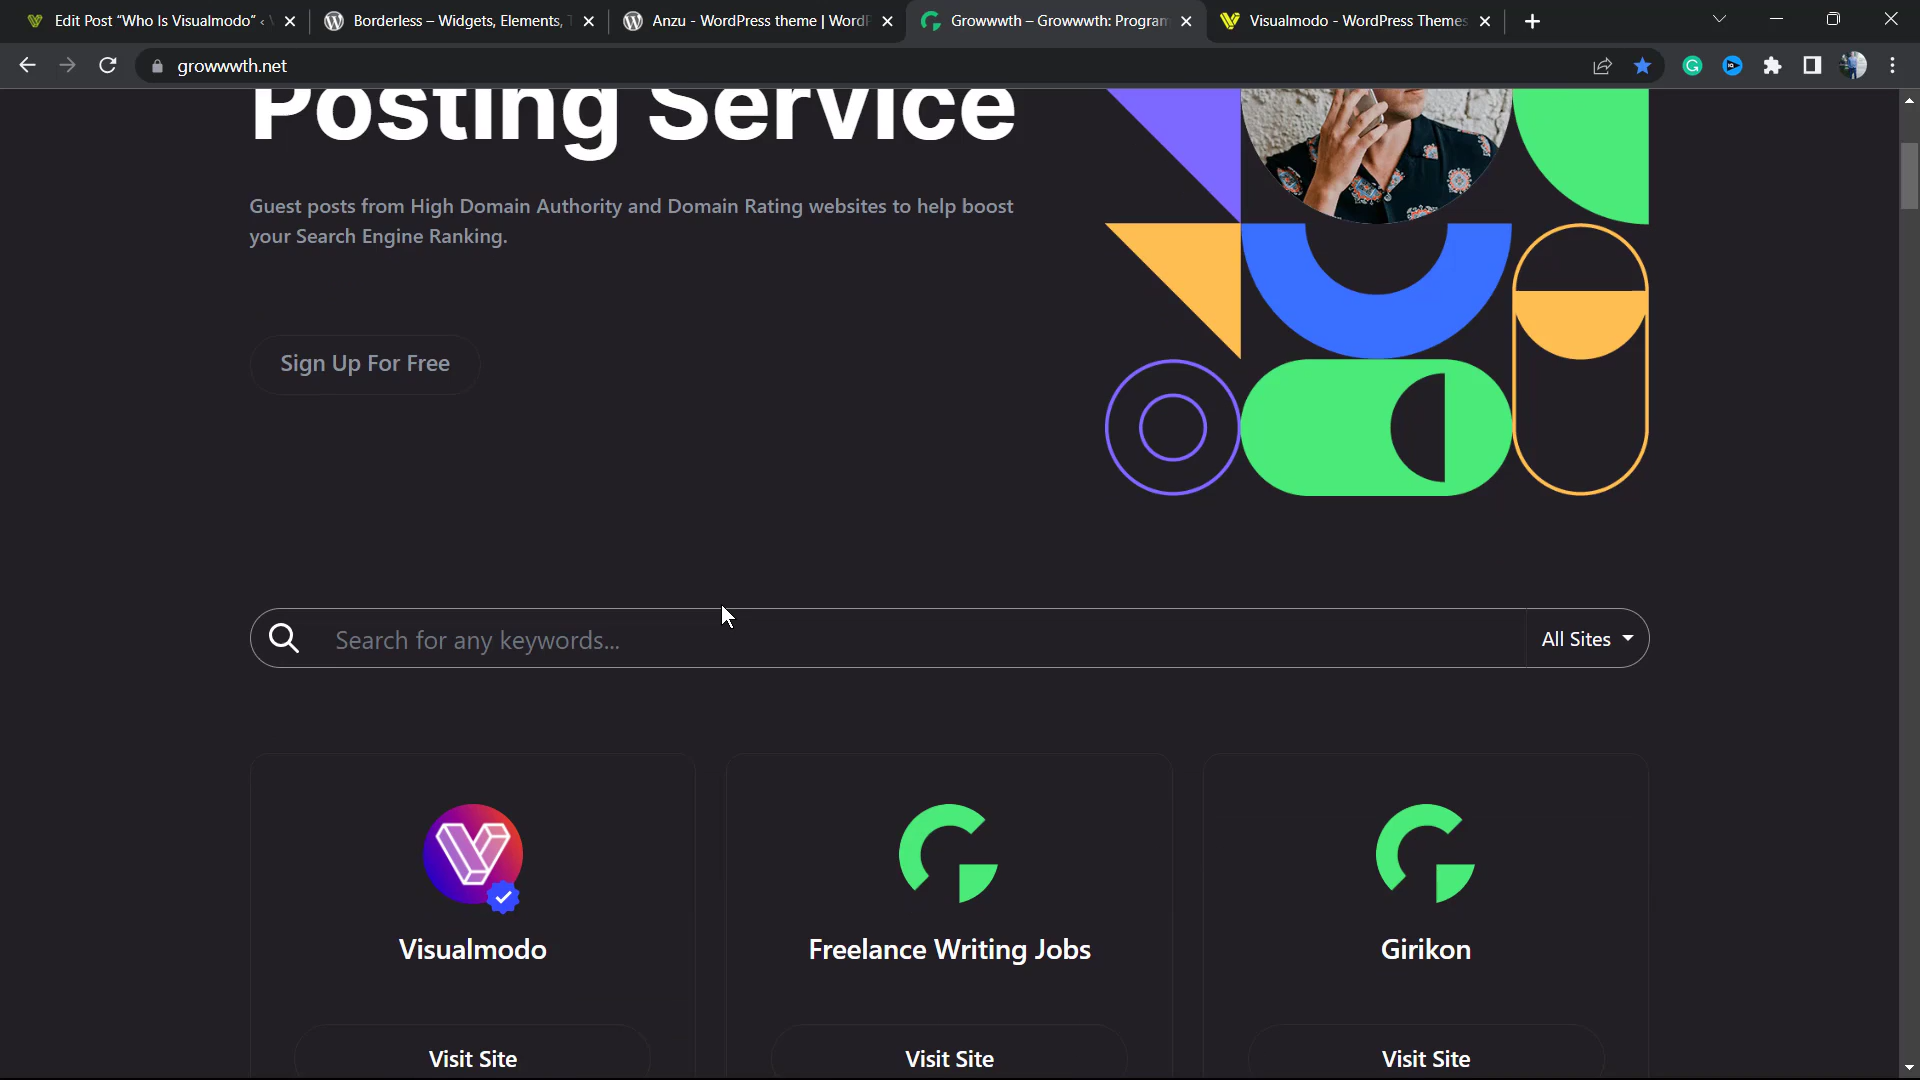 Edit Post “Who Is Visualmodo” ‹
Borderless – Widgets, Elements,
Anzu - WordPress theme | Word
Growwwth – Growwwth: Program
Visualmodo - WordPress Themes
growwwth.net
Posting Service
Guest posts from High Domain Authority and Domain Rating websites to help boost
your Search Engine Ranking.
Sign Up For Free
Search for any keywords...
All Sites
Visualmodo
Freelance Writing Jobs
Girikon
Visit Site
Visit Site
Visit Site